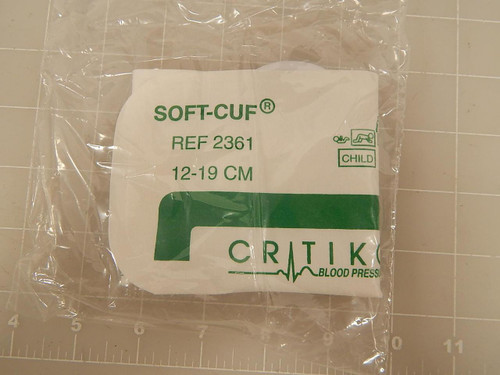 SOFT-CUF®
REF 2361
12-19 CM
CHILD
CRITIK
BLOOD PRESS
4 5 6 7 8 9 10 11